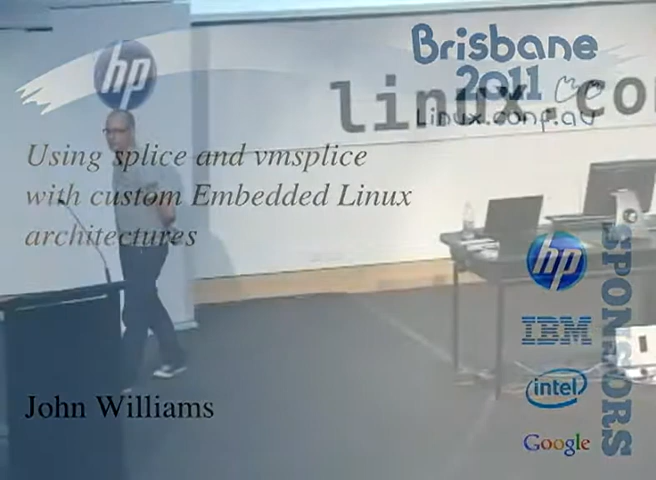 hp
Brisbane
2011
linux.co
Linux.conf.au
Using splice and vmsplice
with custom Embedded Linux
architectures
hp
IBM
intel
Google
SPONSORS
John Williams